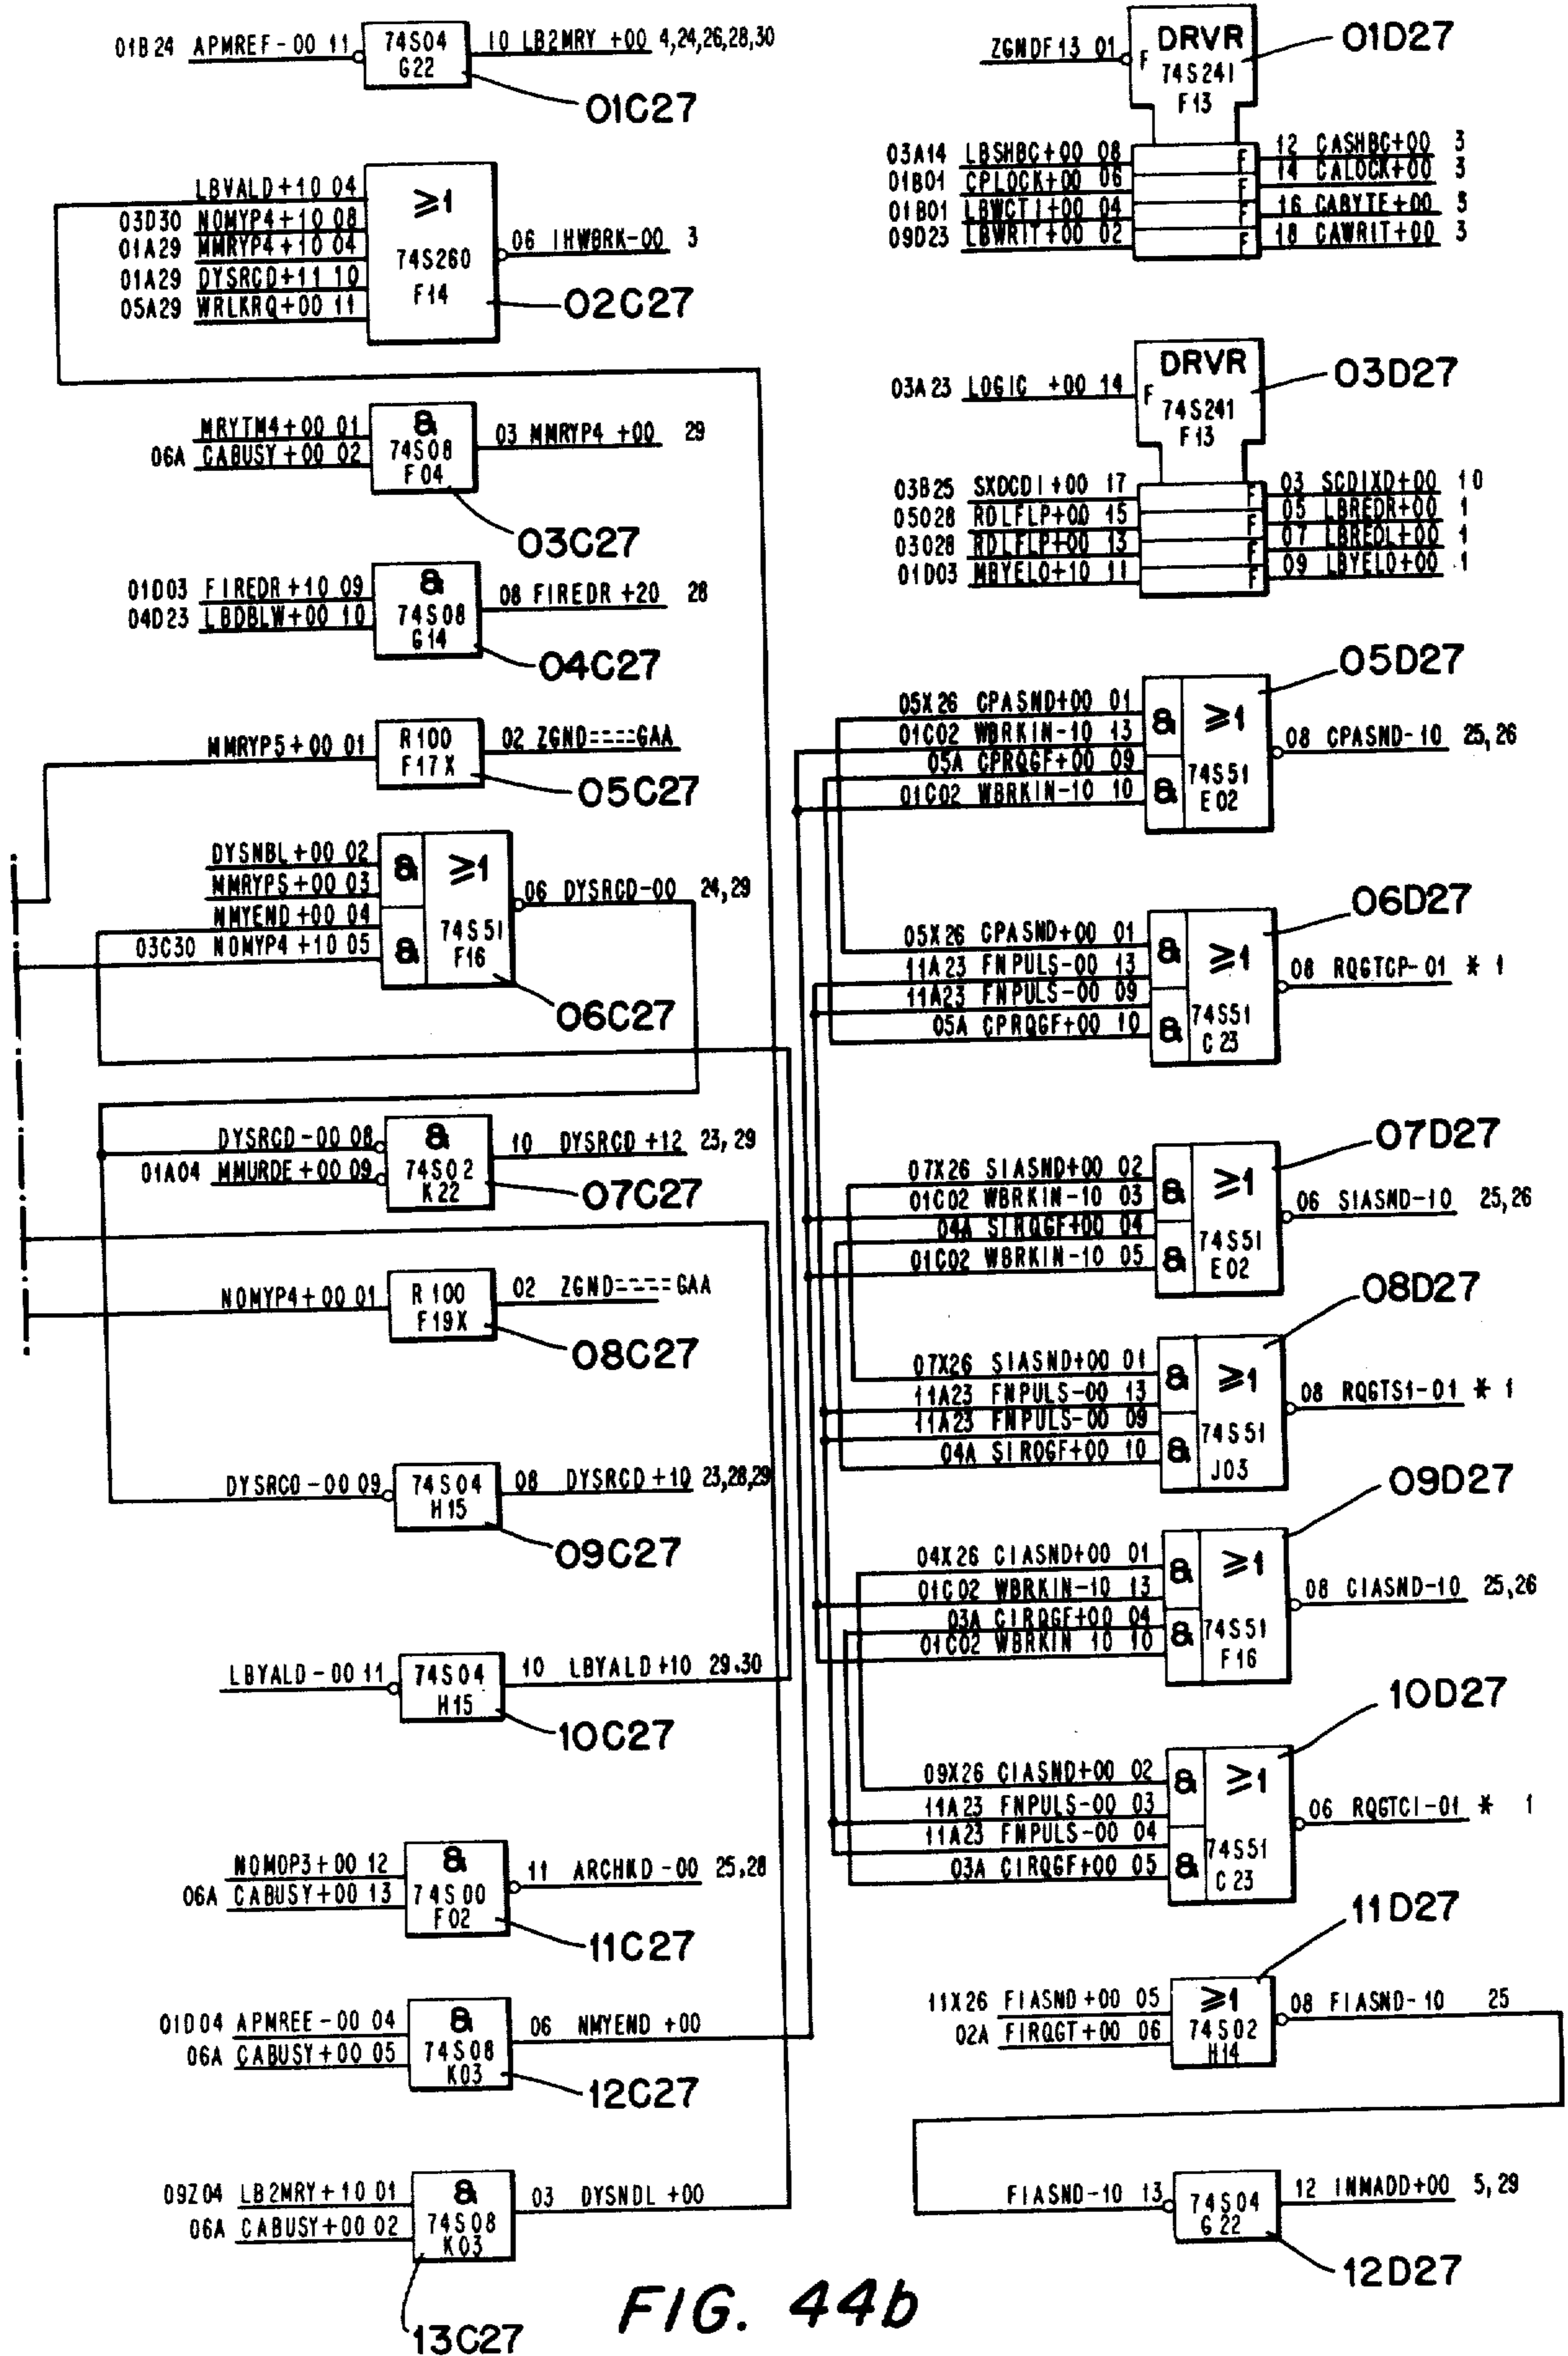 01B24 APMREF-00 11 74S04 G22 10 LB2MRY +00 4,24,26,28,30
01C27
LBVALD+10 04
03D30 NOMYP4+10 08
01A29 MMRYP4+10 04
01A29 DYSRCD+11 10
05A29 WRLKRQ+00 11
≥1
74S260
F14
06 IHWBRK-00 3
02C27
MRYTM4+00 01
06A CABUSY+00 02
&
74S08
F04
03 MMRYP4 +00 29
03C27
01D03 FIREDR+10 09
04D23 LBDBLW+00 10
&
74S08
G14
08 FIREDR +20 28
04C27
MMRYP5+00 01
R100
F17X
02 ZGND====GAA
05C27
DYSNBL+00 02
MMRYP5+00 03
MMYEND+00 04
03C30 NOMYP4+10 05
&
&
≥1
74S51
F16
06 DYSRCD-00 24,29
06C27
DYSRCD-00 08
01A04 MMURDE+00 09
&
74S02
K22
10 DYSRCD +12 23,29
07C27
NOMYP4+00 01
R100
F19X
02 ZGND====GAA
08C27
DYSRCO-00 09
74S04
H15
08 DYSRCD+10 23,28,29
09C27
LBYALD-00 11
74S04
H15
10 LBYALD+10 29,30
10C27
NOMOP3+00 12
06A CABUSY+00 13
&
74S00
F02
11 ARCHKD-00 25,28
11C27
01D04 APMREE-00 04
06A CABUSY+00 05
&
74S08
K03
06 NMYEND +00
12C27
09Z04 LB2MRY+10 01
06A CABUSY+00 02
&
74S08
K03
03 DYSNDL +00
13C27
ZGNDF13 01
F
DRVR
74S241
F13
01D27
03A14 LBSHBC+00 08 F 12 CASHBC+00 3
01B01 CPLOCK+00 06 F 14 CALOCK+00 3
01B01 LBWCT1+00 04 F 16 CABYTE+00 3
09D23 LBWRIT+00 02 F 18 CAWRIT+00 3
03A23 LOGIC +00 14
F
DRVR
74S241
F13
03D27
03B25 SXDCDI+00 17 F 03 SCDIXD+00 10
05028 RDLFLP+00 15 F 05 LBREDR+00 1
03028 RDLFLP+00 13 F 07 LBREDL+00 1
01D03 MBYELO+10 11 F 09 LBYELO+00 1
05X26 CPASND+00 01
01C02 WBRKIN-10 13
05A CPRQGF+00 09
01C02 WBRKIN-10 10
&
&
≥1
74S51
E02
08 CPASND-10 25,26
05D27
05X26 CPASND+00 01
11A23 FNPULS-00 13
11A23 FNPULS-00 09
05A CPRQGF+00 10
&
&
≥1
74S51
C23
08 RQGTCP-01 * 1
06D27
07X26 SIASND+00 02
01C02 WBRKIN-10 03
04A SIRQGF+00 04
01C02 WBRKIN-10 05
&
&
≥1
74S51
E02
06 SIASND-10 25,26
07D27
07X26 SIASND+00 01
11A23 FNPULS-00 13
11A23 FNPULS-00 09
04A SIRQGF+00 10
&
&
≥1
74S51
J03
08 RQGTS1-01 * 1
08D27
04X26 CIASND+00 01
01C02 WBRKIN-10 13
03A CIRQGF+00 04
01C02 WBRKIN 10 10
&
&
≥1
74S51
F16
08 CIASND-10 25,26
09D27
09X26 CIASND+00 02
11A23 FNPULS-00 03
11A23 FNPULS-00 04
03A CIRQGF+00 05
&
&
≥1
74S51
C23
06 RQGTCI-01 * 1
10D27
11X26 FIASND+00 05
02A FIRQGT+00 06
≥1
74S02
H14
08 FIASND-10 25
11D27
FIASND-10 13
74S04
G22
12 INMADD+00 5,29
12D27
FIG. 44b